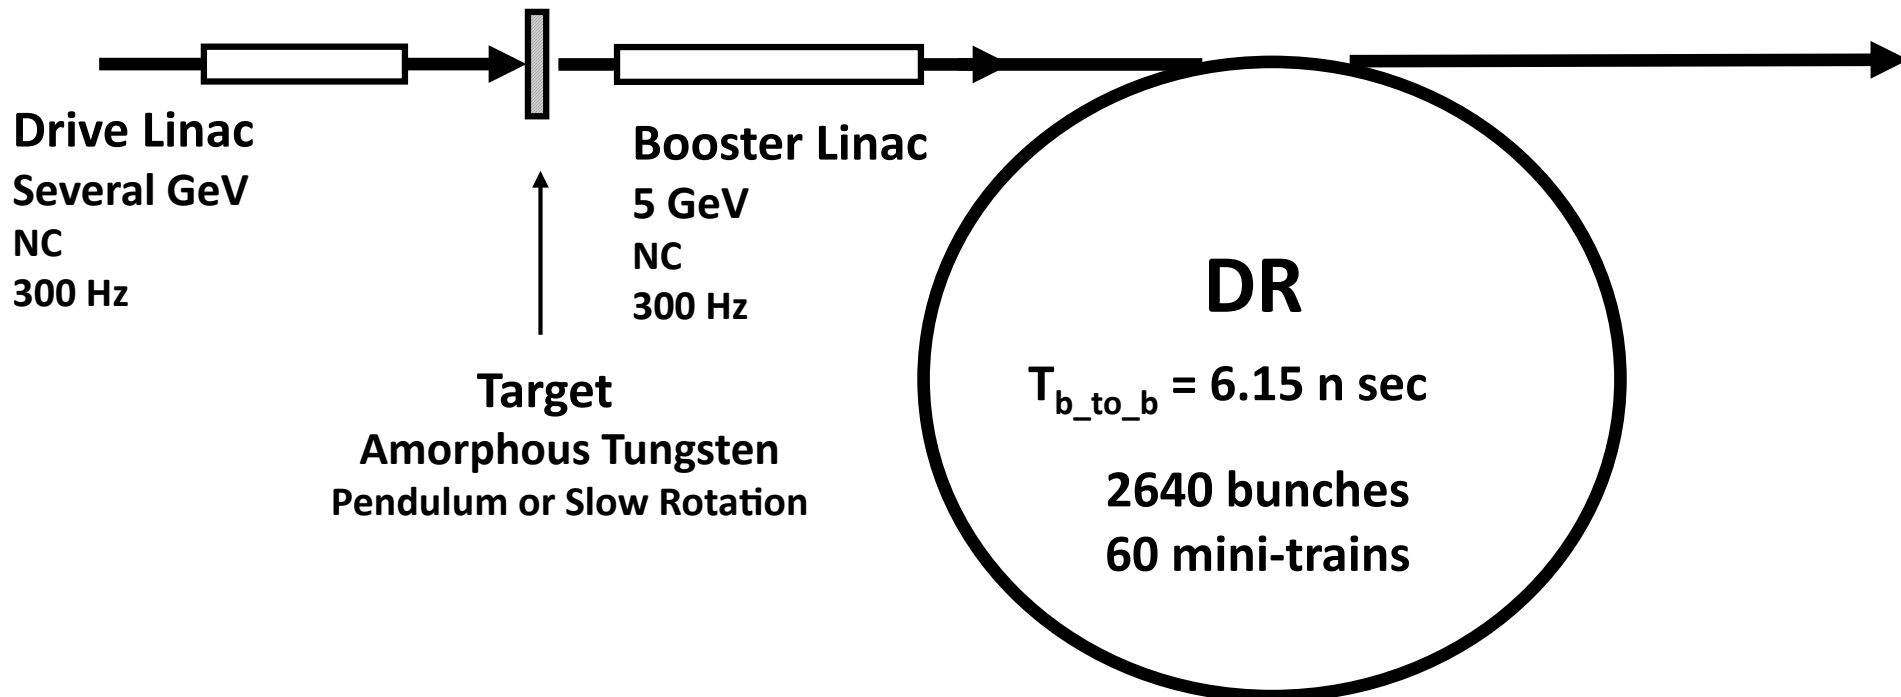 Drive Linac
Several GeV
NC
300 Hz
Booster Linac
5 GeV
NC
300 Hz
Target
Amorphous Tungsten
Pendulum or Slow Rotation
DR
T_b_to_b = 6.15 n sec
2640 bunches
60 mini-trains